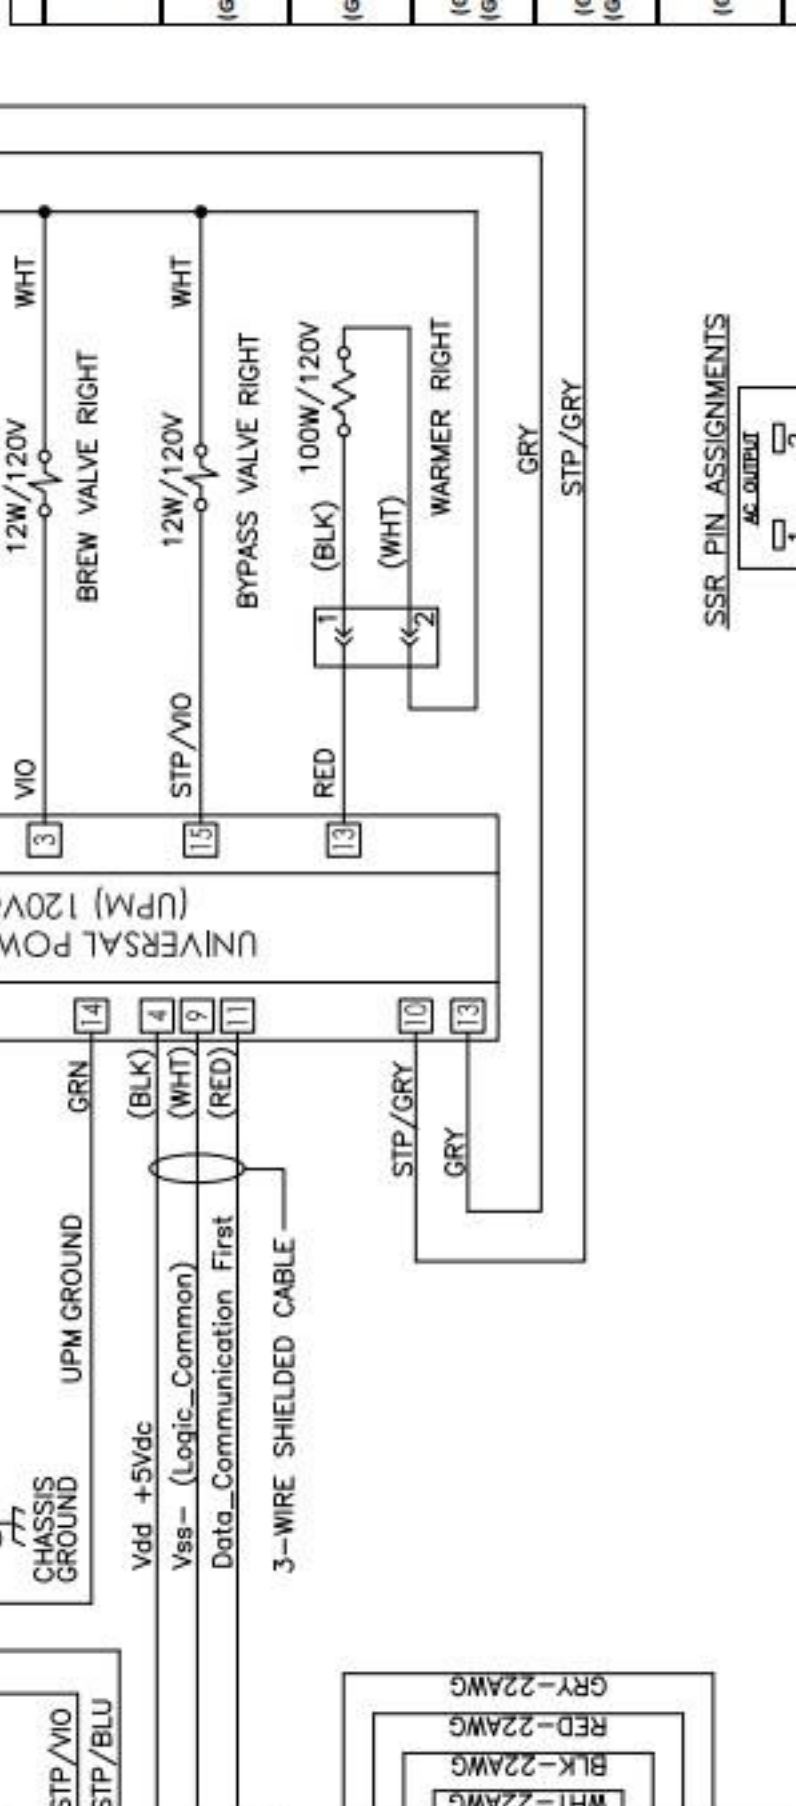 WHT
12W/120V
BREW VALVE RIGHT
VIO
3
WHT
12W/120V
BYPASS VALVE RIGHT
STP/VIO
15
100W/120V
(BLK)
(WHT)
WARMER RIGHT
1
2
RED
13
GRY
STP/GRY
SSR PIN ASSIGNMENTS
AC OUTPUT
1
UNIVERSAL
(UPM)
14
4
9
11
10
13
GRN
(BLK)
(WHT)
(RED)
STP/GRY
GRY
UPM GROUND
CHASSIS
GROUND
Vdd +5Vdc
Vss- (Logic_Common)
Data_Communication First
3-WIRE SHIELDED CABLE
STP/VIO
STP/BLU
GRY-22AWG
RED-22AWG
BLK-22AWG
WHT-22AWG